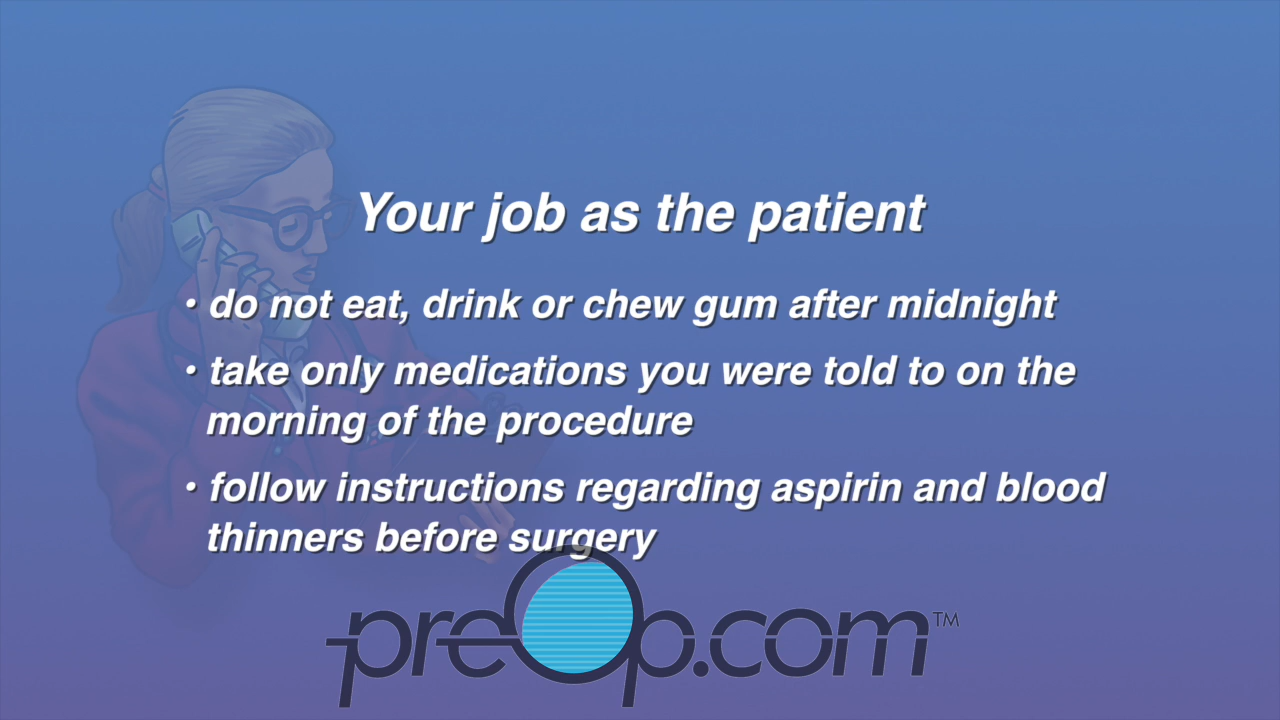 Your job as the patient
• do not eat, drink or chew gum after midnight
• take only medications you were told to on the
morning of the procedure
• follow instructions regarding aspirin and blood
thinners before surgery
preOp.com™